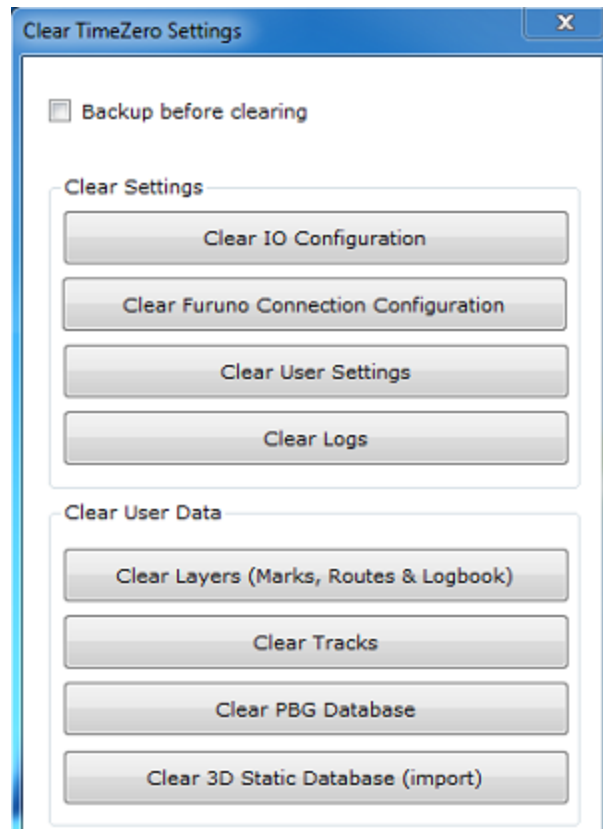 Clear TimeZero Settings
Backup before clearing
Clear Settings
Clear IO Configuration
Clear Furuno Connection Configuration
Clear User Settings
Clear Logs
Clear User Data
Clear Layers (Marks, Routes & Logbook)
Clear Tracks
Clear PBG Database
Clear 3D Static Database (import)